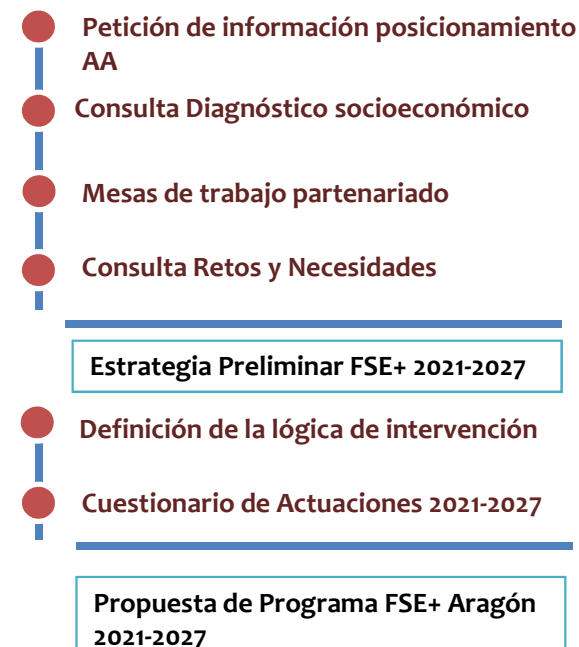 Petición de información posicionamiento
AA
Consulta Diagnóstico socioeconómico
Mesas de trabajo partenariado
Consulta Retos y Necesidades
Estrategia Preliminar FSE+ 2021-2027
Definición de la lógica de intervención
Cuestionario de Actuaciones 2021-2027
Propuesta de Programa FSE+ Aragón
2021-2027